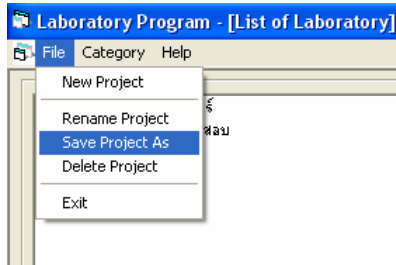 Laboratory Program - [List of Laboratory]
File Category Help
New Project
Rename Project
Save Project As
Delete Project
Exit